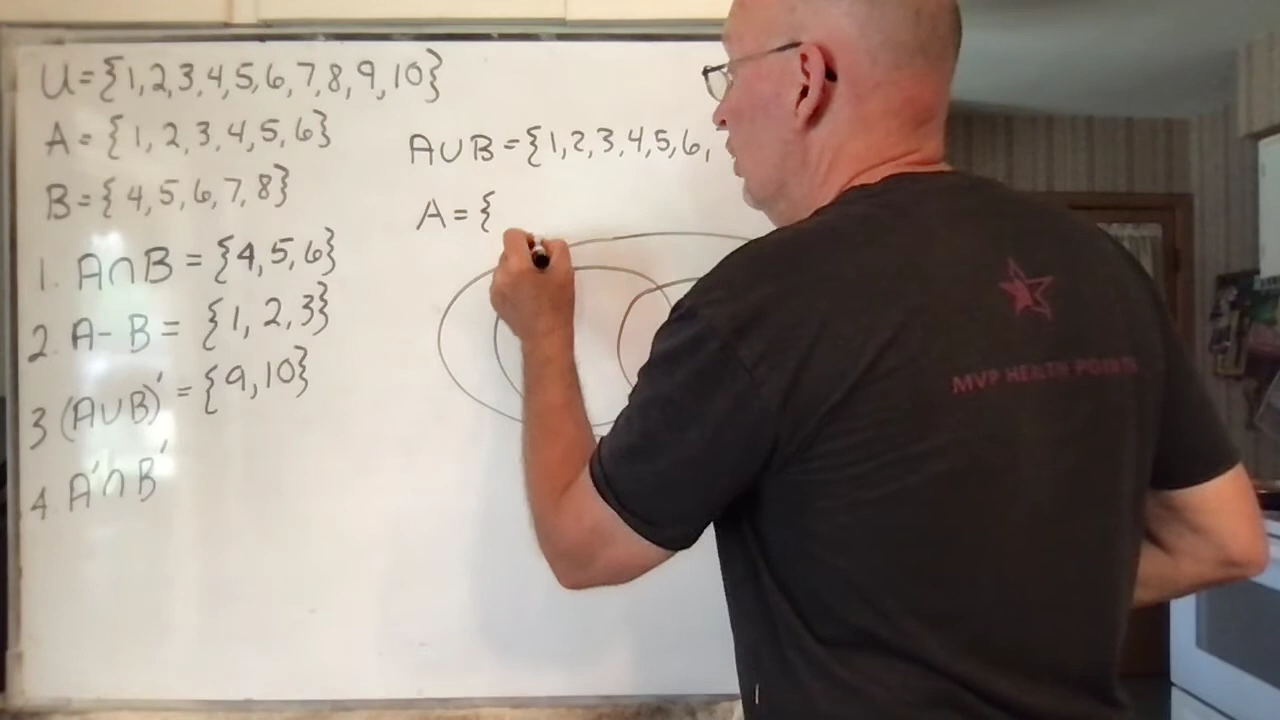 U={1,2,3,4,5,6,7,8,9,10}
A={1,2,3,4,5,6}
B={4,5,6,7,8}
1. A∩B={4,5,6}
2. A-B={1,2,3}
3 (A∪B)'={9,10}
4. A'∩B'
A∪B={1,2,3,4,5,6,
A={
MVP HEALTH POINTS